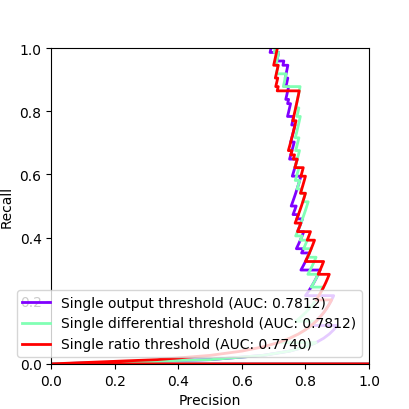 1.0
0.8
0.6
0.4
0.2
0.0
Recall
Single output threshold (AUC: 0.7812)
Single differential threshold (AUC: 0.7812)
Single ratio threshold (AUC: 0.7740)
0.0 0.2 0.4 0.6 0.8 1.0
Precision